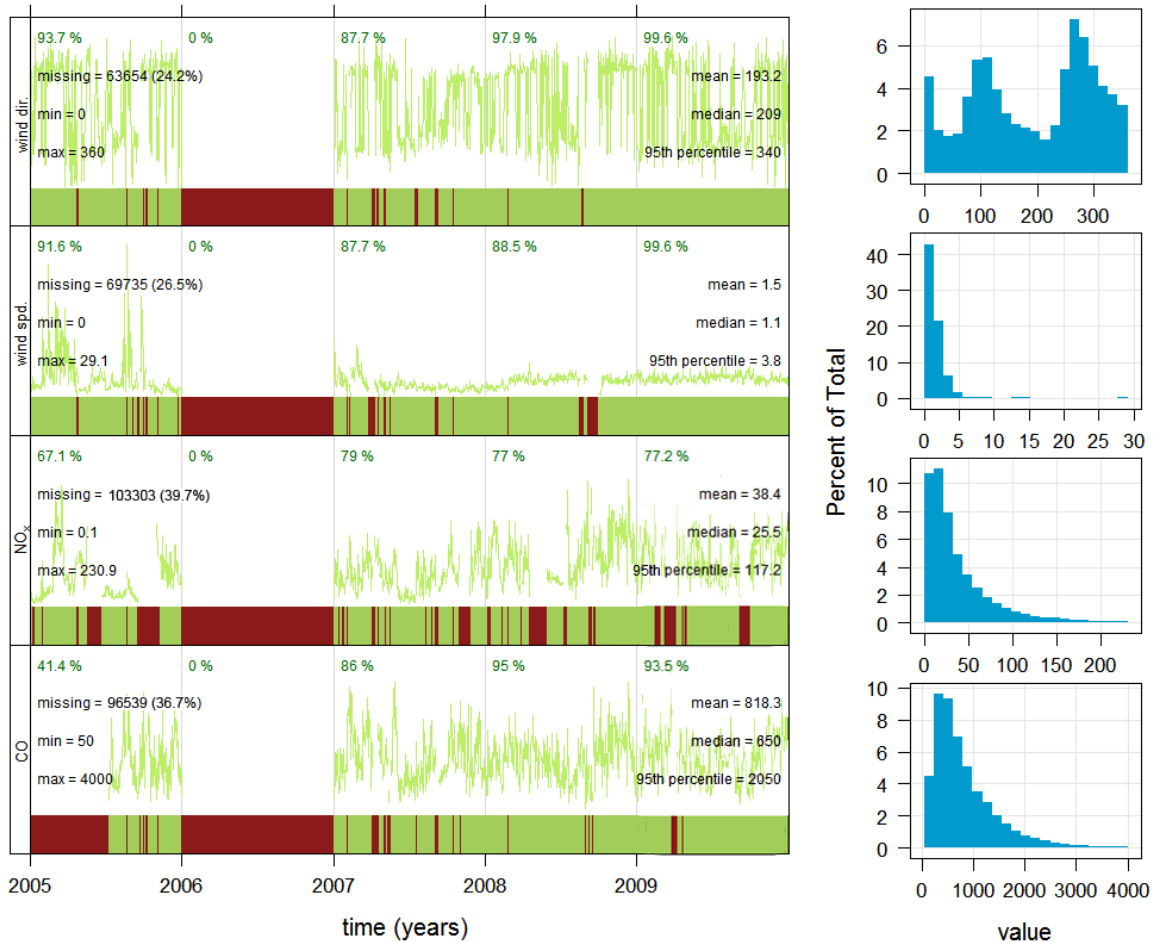 93.7 % 0 % 87.7 % 97.9 % 99.6 %
missing = 63654 (24.2%) mean = 193.2
min = 0 median = 209
max = 360 95th percentile = 340
wind dir.
91.6 % 0 % 87.7 % 88.5 % 99.6 %
missing = 69735 (26.5%) mean = 1.5
min = 0 median = 1.1
max = 29.1 95th percentile = 3.8
wind spd.
67.1 % 0 % 79 % 77 % 77.2 %
missing = 103303 (39.7%) mean = 38.4
min = 0.1 median = 25.5
max = 230.9 95th percentile = 117.2
NOx
41.4 % 0 % 86 % 95 % 93.5 %
missing = 96539 (36.7%) mean = 818.3
min = 50 median = 650
max = 4000 95th percentile = 2050
CO
2005 2006 2007 2008 2009
time (years)
Percent of Total
6
4
2
0
0 100 200 300
40
30
20
10
0
0 5 10 15 20 25 30
10
8
6
4
2
0
0 50 100 150 200
10
8
6
4
2
0
0 1000 2000 3000 4000
value